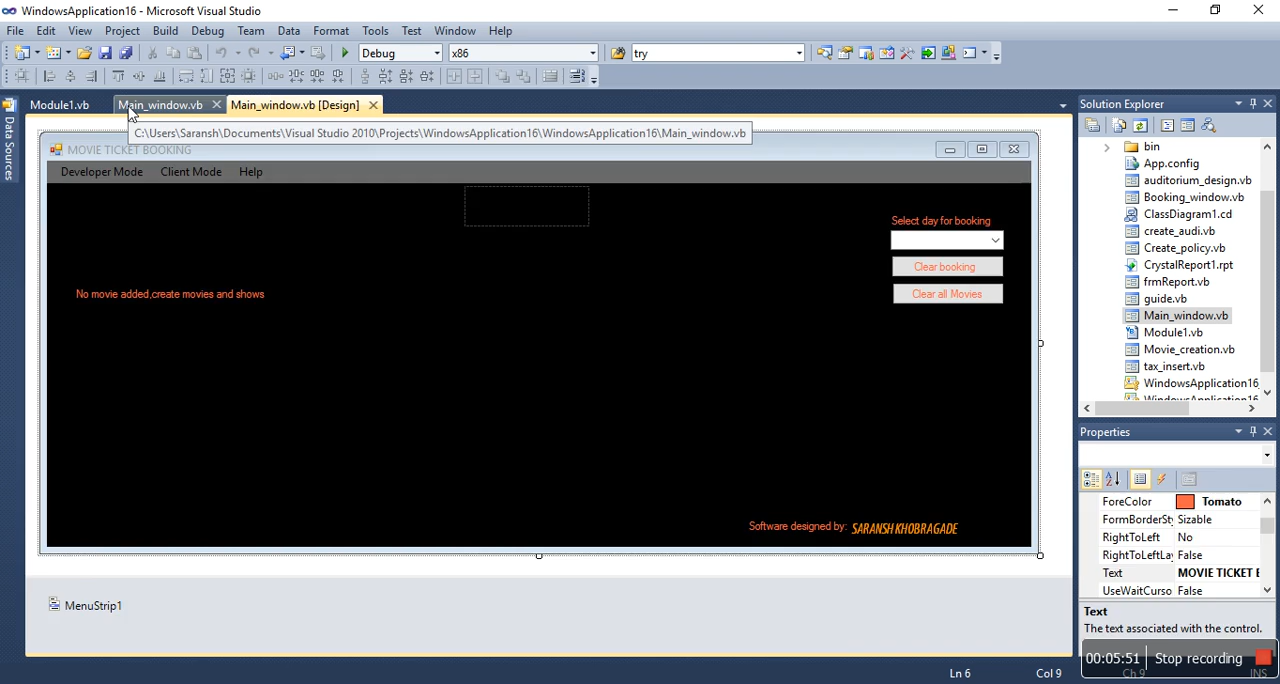 WindowsApplication16 - Microsoft Visual Studio
File Edit View Project Build Debug Team Data Format Tools Test Window Help
Debug x86 try
Module1.vb Main_window.vb Main_window.vb [Design]
C:\Users\Saransh\Documents\Visual Studio 2010\Projects\WindowsApplication16\WindowsApplication16\Main_window.vb
Data Sources
MOVIE TICKET BOOKING
Developer Mode Client Mode Help
Select day for booking
Clear booking
No movie added,create movies and shows
Clear all Movies
Software designed by: SARANSH KHOBRAGADE
MenuStrip1
Solution Explorer
bin
App.config
auditorium_design.vb
Booking_window.vb
ClassDiagram1.cd
create_audi.vb
Create_policy.vb
CrystalReport1.rpt
frmReport.vb
guide.vb
Main_window.vb
Module1.vb
Movie_creation.vb
tax_insert.vb
WindowsApplication16
WindowsApplication16
Properties
ForeColor Tomato
FormBorderSty Sizable
RightToLeft No
RightToLeftLa False
Text MOVIE TICKET E
UseWaitCurso False
Text
The text associated with the control.
00:05:51 Stop recording
Ln 6 Col 9 Ch 9 INS